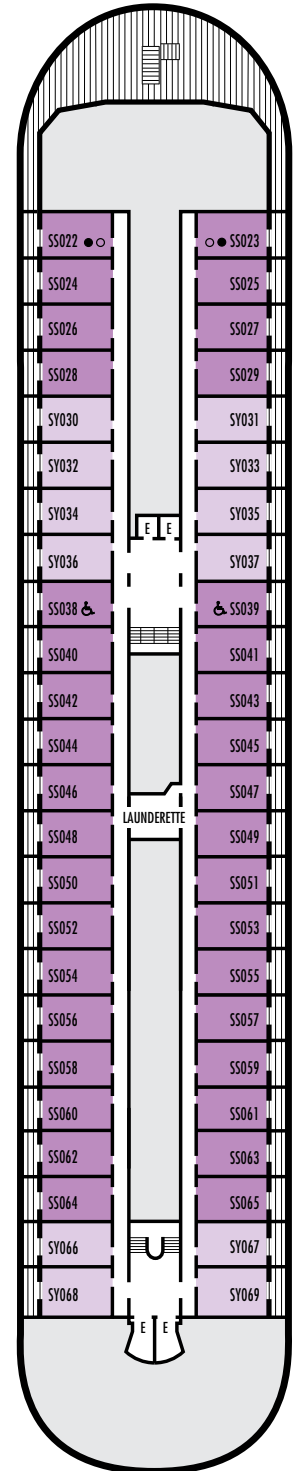 SS022 SS023
SS024 SS025
SS026 SS027
SS028 SS029
SY030 SY031
SY032 SY033
SY034 SY035
E E
SY036 SY037
SS038 SS039
SS040 SS041
SS042 SS043
SS044 SS045
SS046 SS047
LAUNDERETTE
SS048 SS049
SS050 SS051
SS052 SS053
SS054 SS055
SS056 SS057
SS058 SS059
SS060 SS061
SS062 SS063
SS064 SS065
SY066 SY067
SY068 SY069
E E